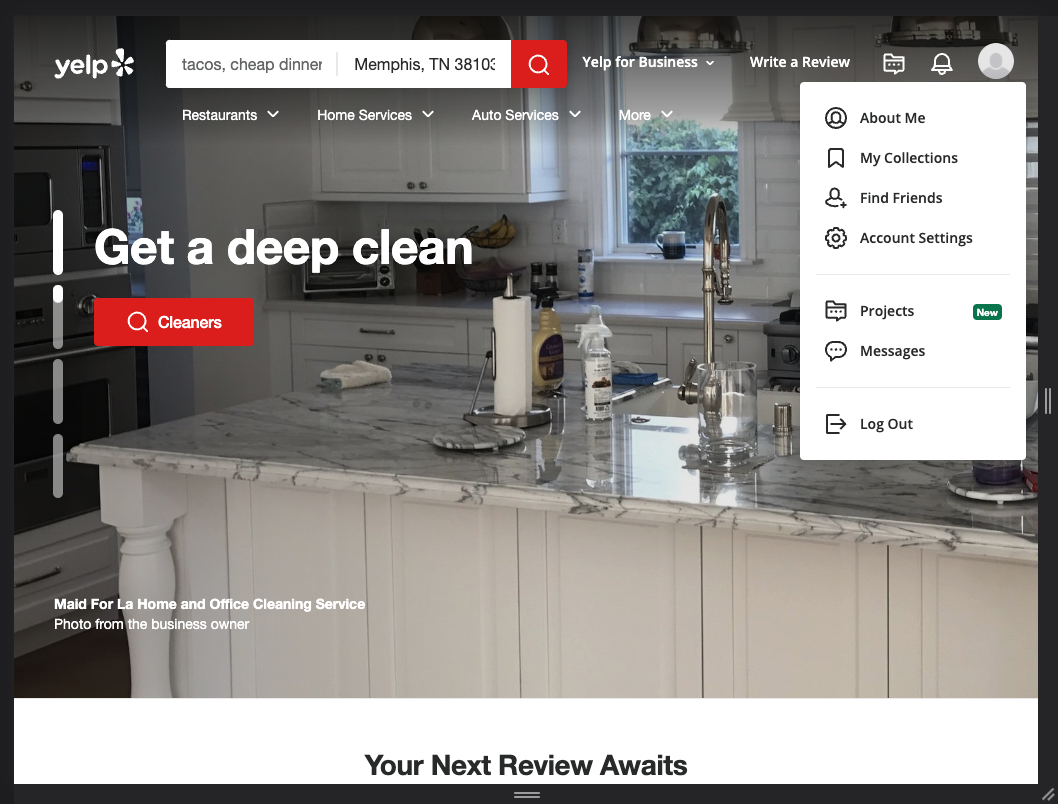 yelp
tacos, cheap dinner
Memphis, TN 38103
Yelp for Business
Write a Review
Restaurants
Home Services
Auto Services
More
About Me
My Collections
Find Friends
Account Settings
Projects
New
Messages
Log Out
Get a deep clean
Cleaners
Maid For La Home and Office Cleaning Service
Photo from the business owner
Your Next Review Awaits